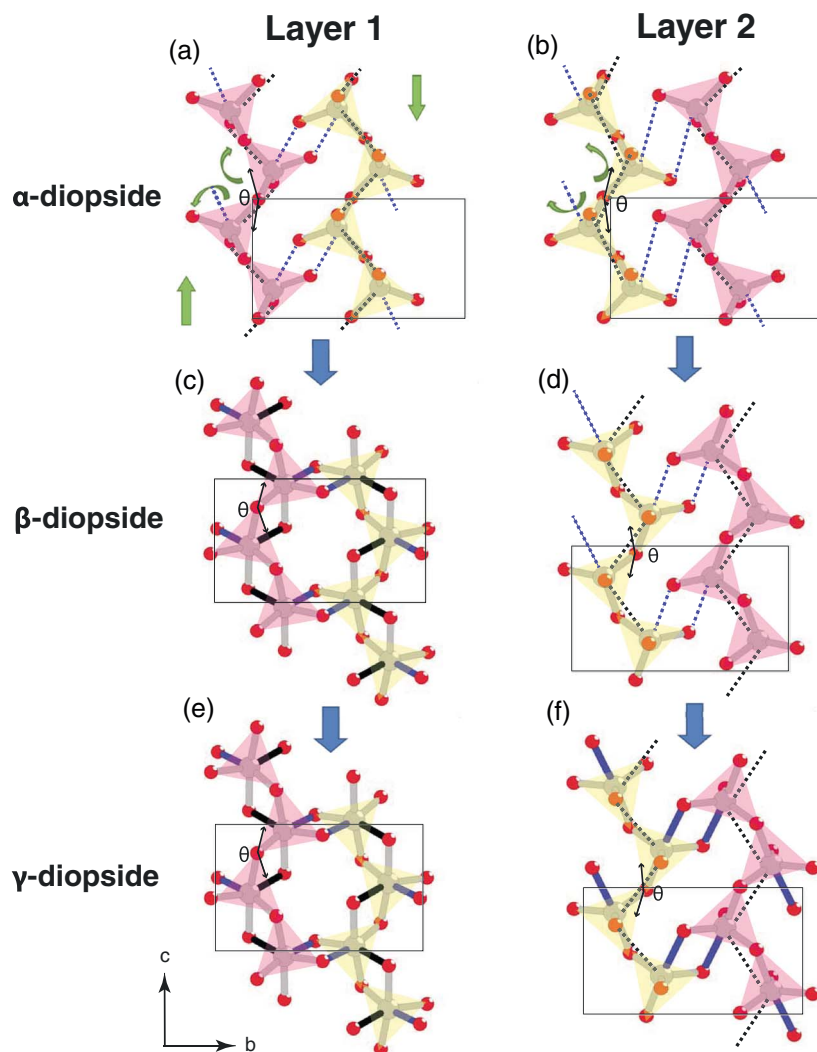 Layer 1
Layer 2
(a)
(b)
θ
θ
α-diopside
(c)
(d)
θ
θ
β-diopside
(e)
(f)
θ
θ
γ-diopside
c
b